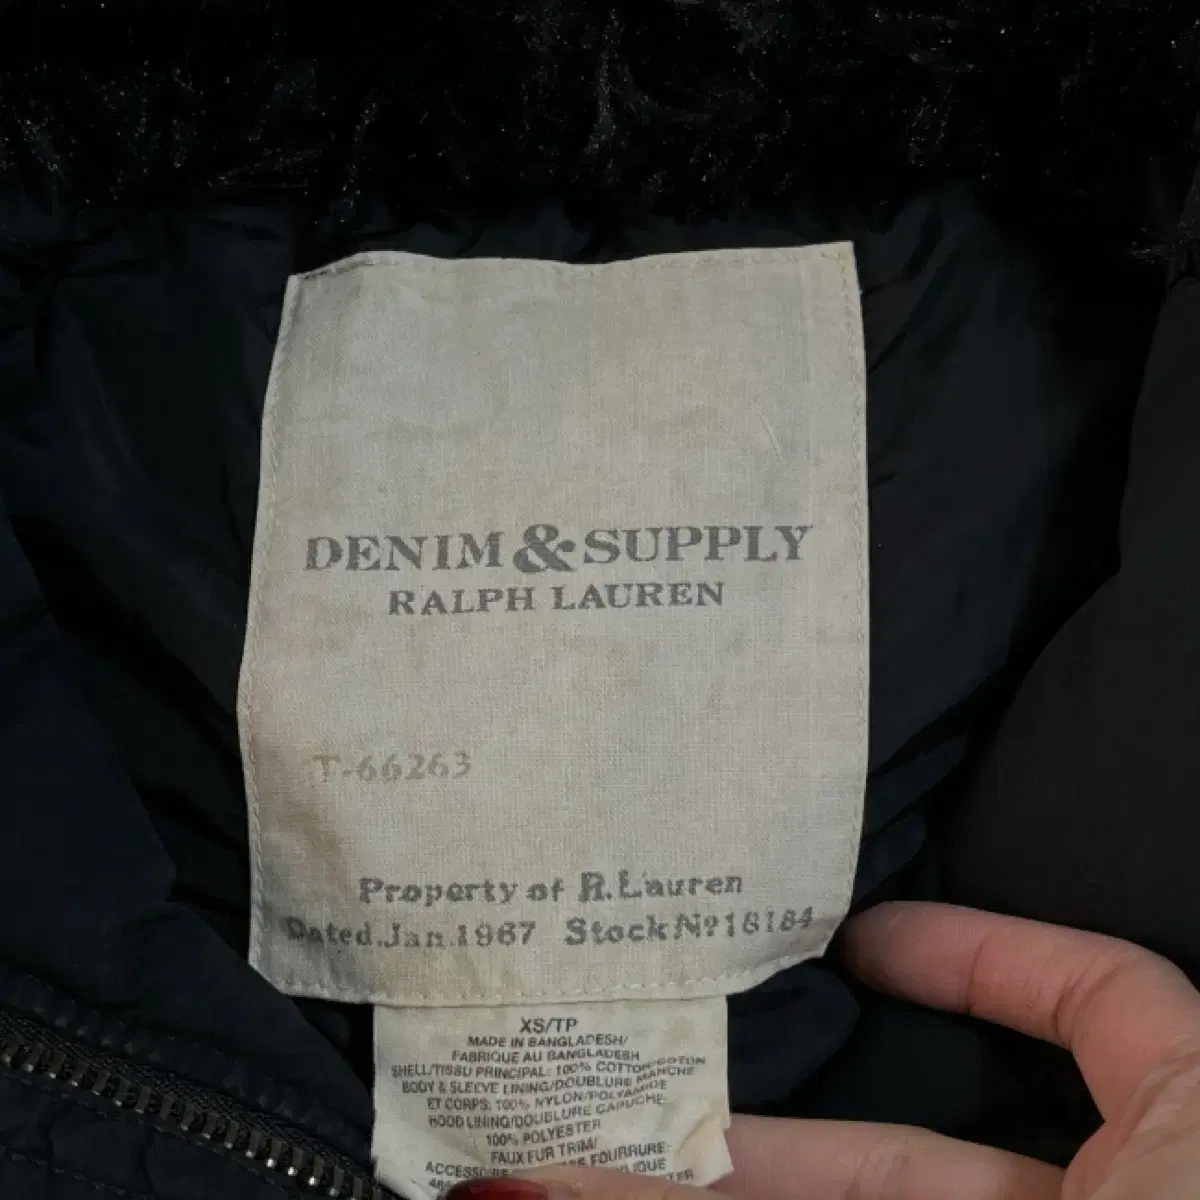 DENIM & SUPPLY
RALPH LAUREN
T-66263
Property of R.Lauren
Dated.Jan.1967 Stock Nº18184
XS/TP
MADE IN BANGLADESH/
FABRIQUE AU BANGLADESH
SHELL/TISSU PRINCIPAL: 100% COTTON/COTON
BODY & SLEEVE LINING/DOUBLURE MANCHE
ET CORPS: 100% NYLON/POLYAMIDE
HOOD LINING/DOUBLURE CAPUCHE:
100% POLYESTER
FAUX FUR TRIM/
FOURRURE: